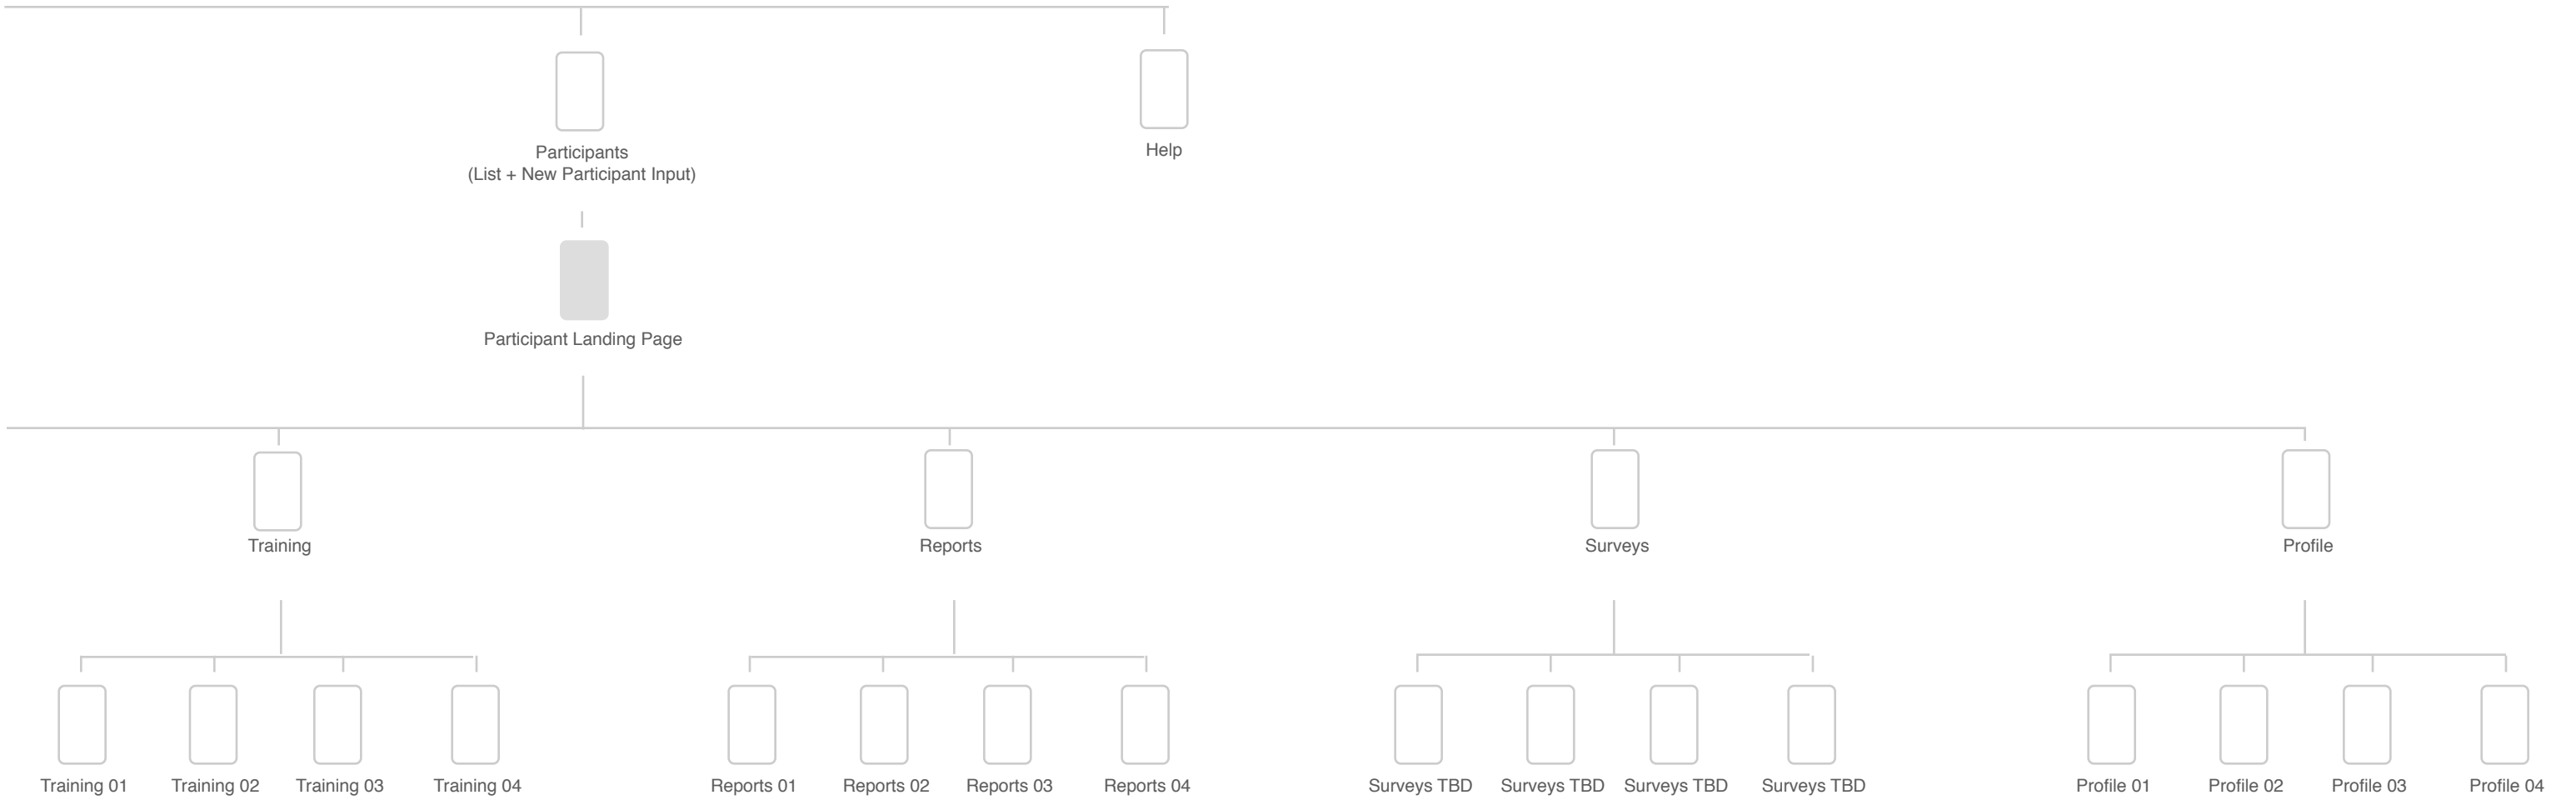 Participants
(List + New Participant Input)
Help
Participant Landing Page
Training
Reports
Surveys
Profile
Training 01
Training 02
Training 03
Training 04
Reports 01
Reports 02
Reports 03
Reports 04
Surveys TBD
Surveys TBD
Surveys TBD
Surveys TBD
Profile 01
Profile 02
Profile 03
Profile 04